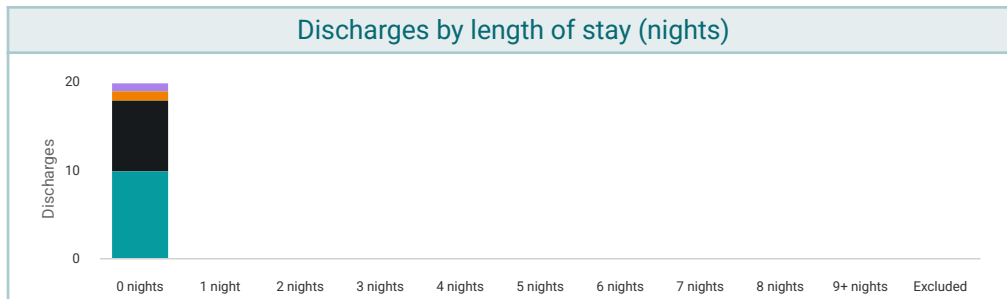 Discharges by length of stay (nights)
20
10
0
Discharges
0 nights
1 night
2 nights
3 nights
4 nights
5 nights
6 nights
7 nights
8 nights
9+ nights
Excluded